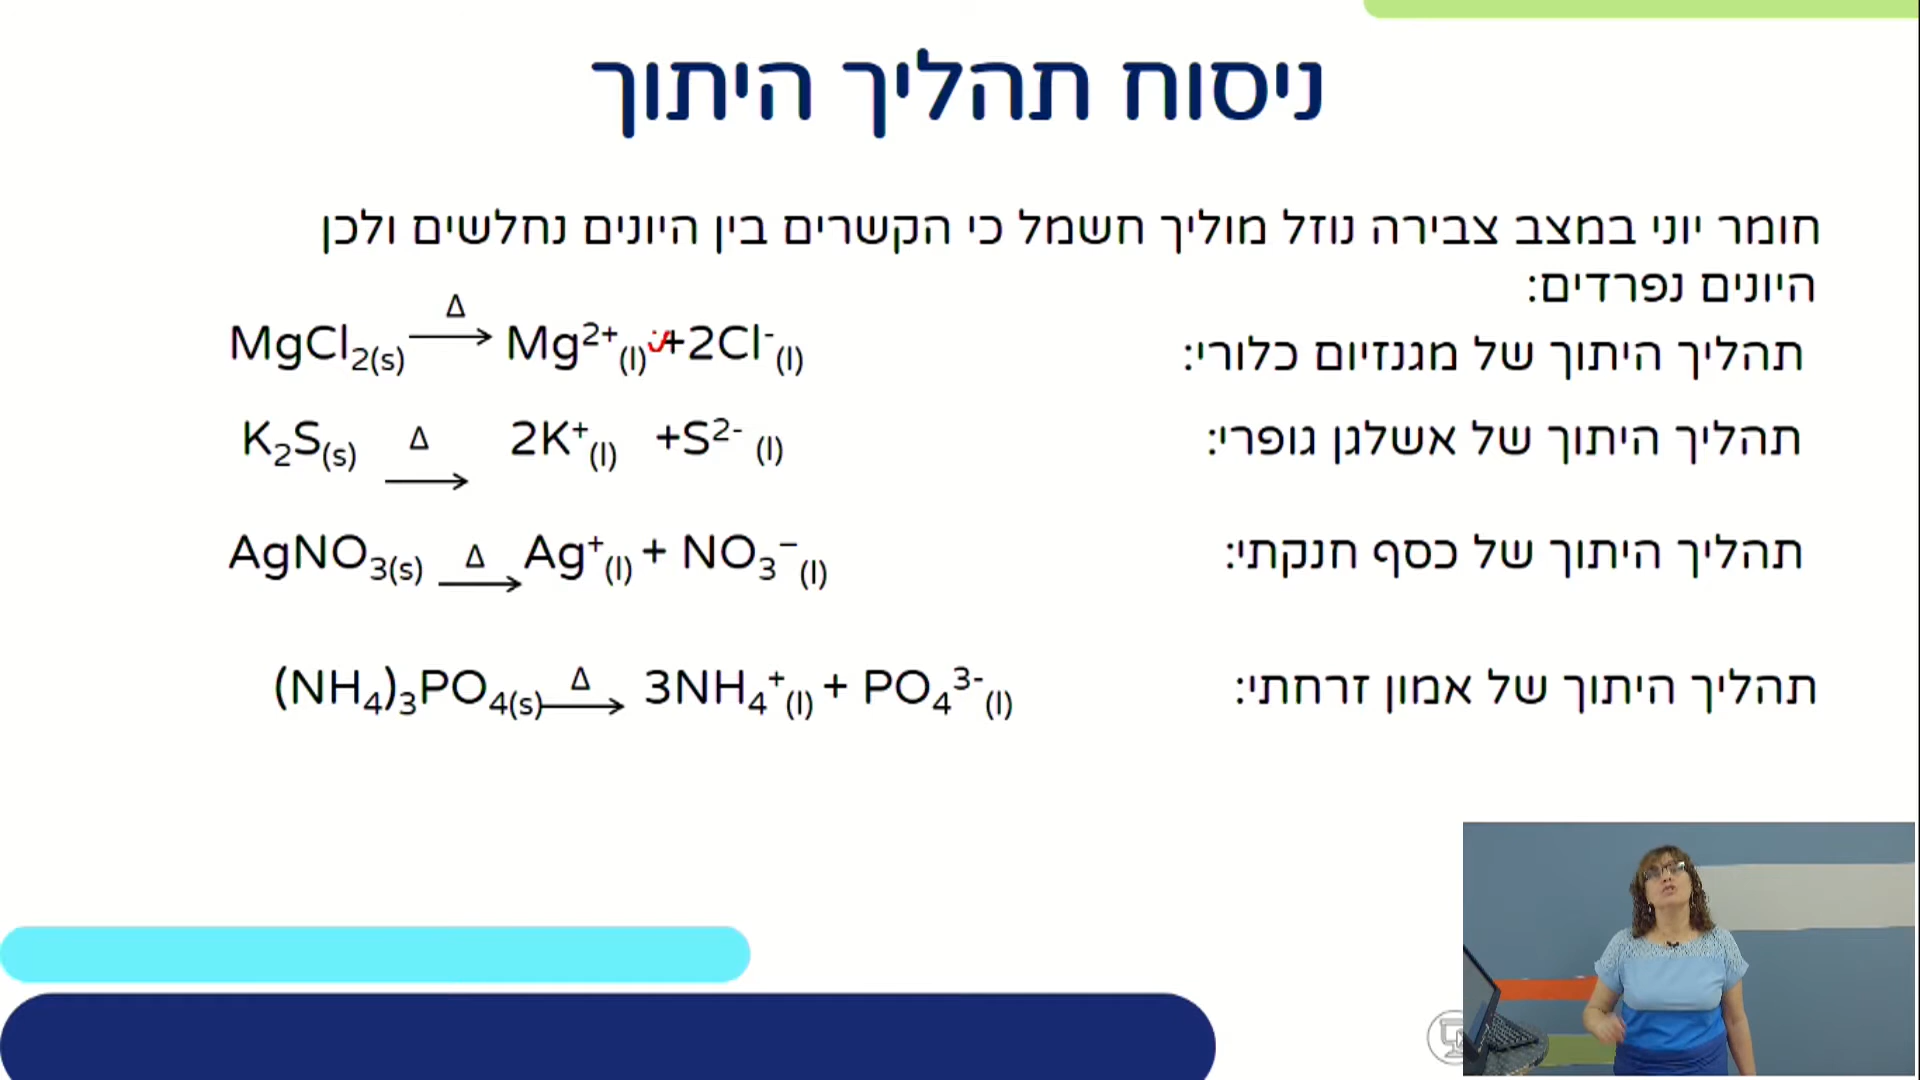 ניסוח תהליך היתוך
חומר יוני במצב צבירה נוזל מוליך חשמל כי הקשרים בין היונים נחלשים ולכן
היונים נפרדים:
תהליך היתוך של מגנזיום כלורי:
MgCl₂₍ₛ₎ Δ⟶ Mg²⁺₍ₗ₎+2Cl⁻₍ₗ₎
תהליך היתוך של אשלגן גופרי:
K₂S₍ₛ₎ Δ⟶ 2K⁺₍ₗ₎ +S²⁻ ₍ₗ₎
תהליך היתוך של כסף חנקתי:
AgNO₃₍ₛ₎ Δ⟶ Ag⁺₍ₗ₎ + NO₃⁻₍ₗ₎
תהליך היתוך של אמון זרחתי:
(NH₄)₃PO₄₍ₛ₎ Δ⟶ 3NH₄⁺₍ₗ₎ + PO₄³⁻₍ₗ₎